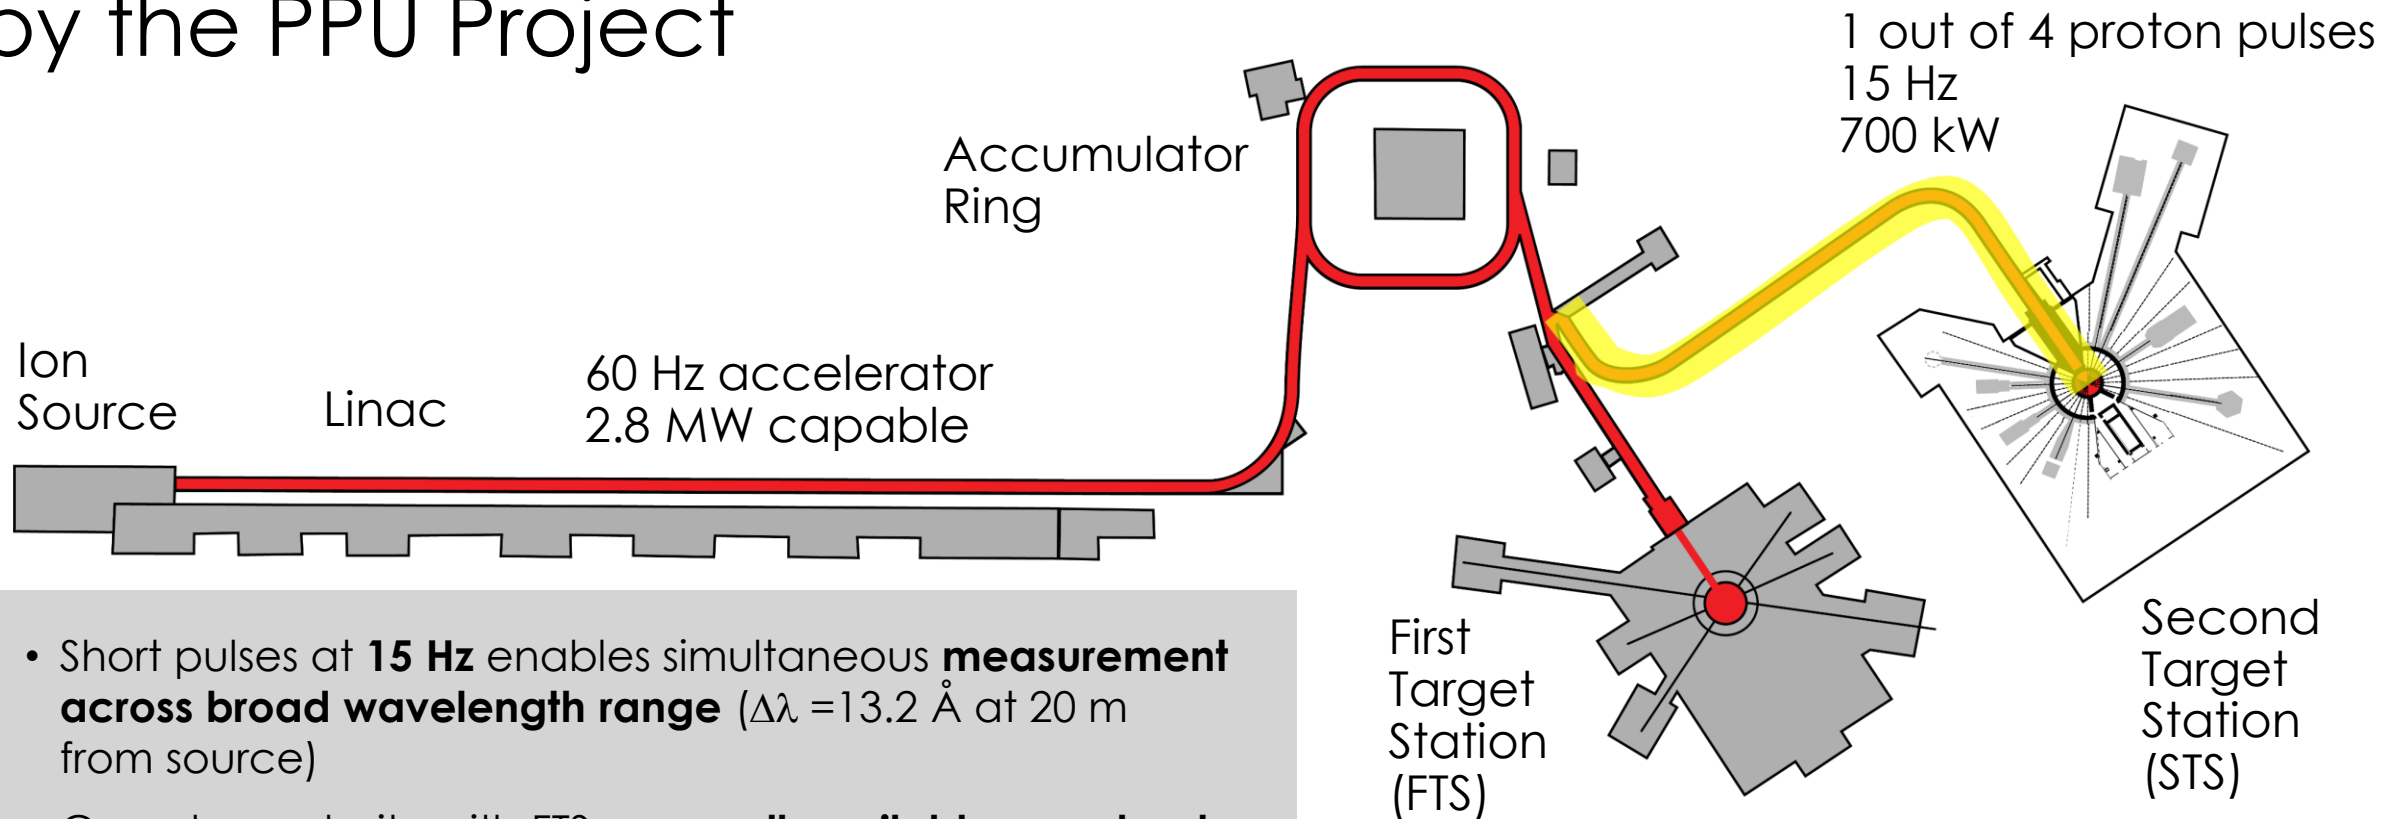 by the PPU Project
1 out of 4 proton pulses
15 Hz
700 kW
Accumulator
Ring
Ion
Source
Linac
60 Hz accelerator
2.8 MW capable
• Short pulses at 15 Hz enables simultaneous measurement
across broad wavelength range (Δλ =13.2 Å at 20 m
from source)
First
Target
Station
(FTS)
Second
Target
Station
(STS)